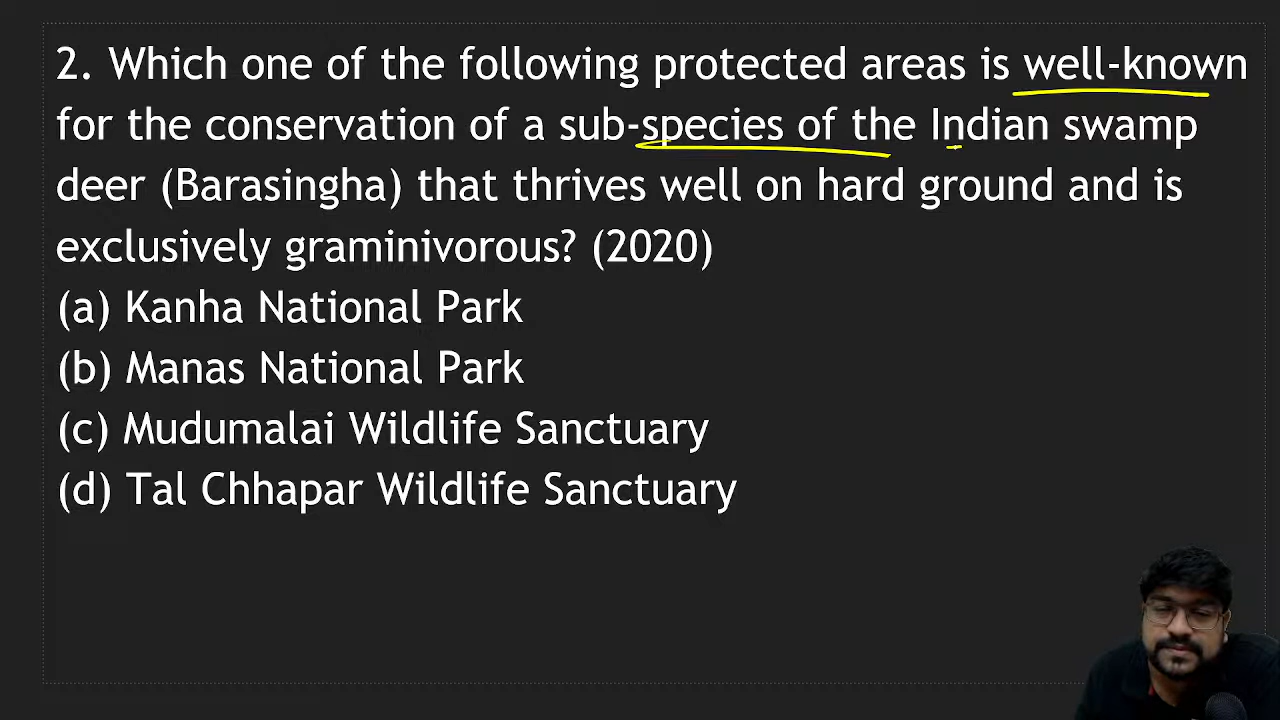 2. Which one of the following protected areas is well-known
for the conservation of a sub-species of the Indian swamp
deer (Barasingha) that thrives well on hard ground and is
exclusively graminivorous? (2020)
(a) Kanha National Park
(b) Manas National Park
(c) Mudumalai Wildlife Sanctuary
(d) Tal Chhapar Wildlife Sanctuary